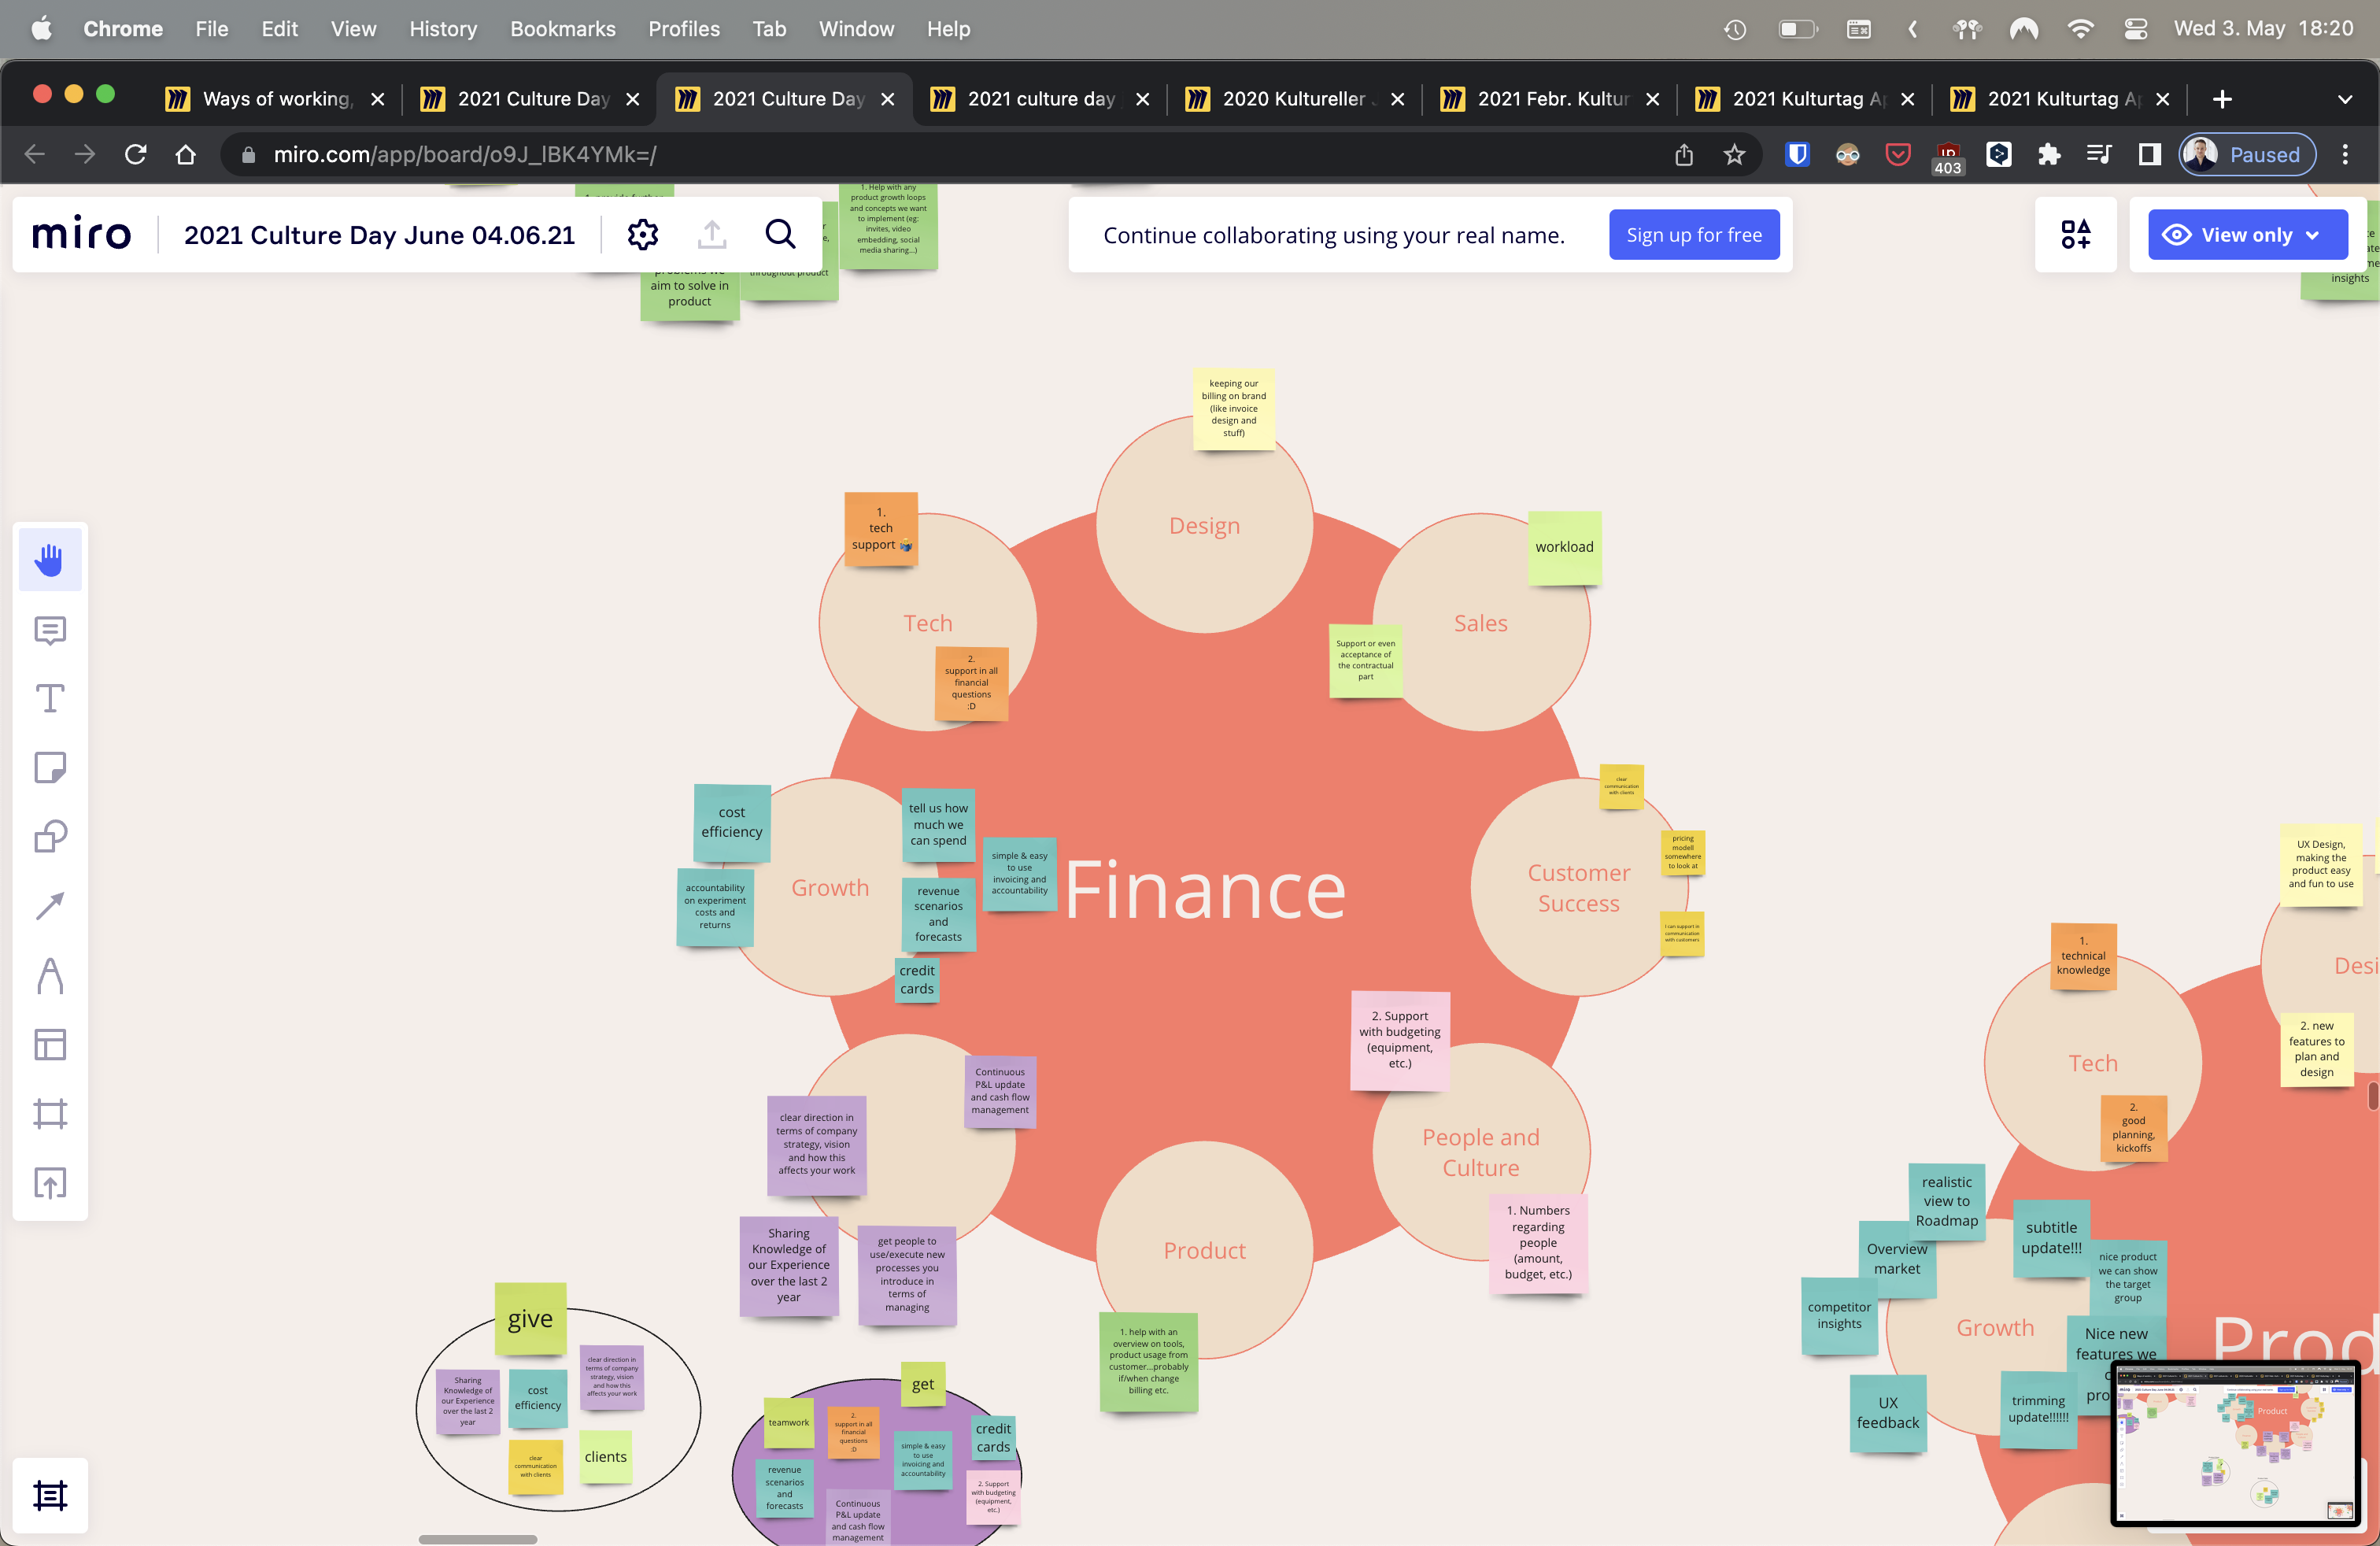 Chrome File Edit View History Bookmarks Profiles Tab Window Help
Wed 3. May 18:20
Ways of working,
2021 Culture Day
2021 Culture Day
2021 culture day
2020 Kultureller
2021 Febr. Kultur
2021 Kulturtag
2021 Kulturtag
miro.com/app/board/o9J_lBK4YMk=/
403
Paused
miro
2021 Culture Day June 04.06.21
Continue collaborating using your real name.
Sign up for free
View only
1. Help with any
product growth loops
and concepts we want
to implement (eg:
invites, video
embedding, social
media sharing...)
throughout product
problems we
aim to solve in
product
insights
keeping our
billing on brand
(like invoice
design and
stuff)
Design
1.
tech
support
Tech
2.
support in all
financial
questions
:D
workload
Sales
Support or even
acceptance of
the contractual
part
cost
efficiency
accountability
on experiment
costs and
returns
Growth
tell us how
much we
can spend
simple & easy
to use
invoicing and
accountability
revenue
scenarios
and
forecasts
credit
cards
Finance
clear
communication
with clients
pricing
modell
somewhere
to look at
I can support in
communication
with customers
Customer
Success
2. Support
with budgeting
(equipment,
etc.)
People and
Culture
1. Numbers
regarding
people
(amount,
budget, etc.)
Continuous
P&L update
and cash flow
management
clear direction in
terms of company
strategy, vision
and how this
affects your work
Sharing
Knowledge of
our Experience
over the last 2
year
get people to
use/execute new
processes you
introduce in
terms of
managing
Product
1. help with an
overview on tools,
product usage from
customer...probably
if/when change
billing etc.
give
Sharing
Knowledge of
our Experience
over the last 2
year
cost
efficiency
clear direction in
terms of company
strategy, vision
and how this
affects your work
clear
communication
with clients
clients
get
teamwork
2.
support in all
financial
questions
:D
credit
cards
simple & easy
to use
invoicing and
accountability
revenue
scenarios
and
forecasts
2. Support
with budgeting
(equipment,
etc.)
Continuous
P&L update
and cash flow
management
UX Design,
making the
product easy
and fun to use
Desi
1.
technical
knowledge
Tech
2. new
features to
plan and
design
2.
good
planning,
kickoffs
realistic
view to
Roadmap
Overview
market
competitor
insights
subtitle
update!!!
nice product
we can show
the target
group
Growth
Nice new
features we
pro
Prod
UX
feedback
trimming
update!!!!!!
Product